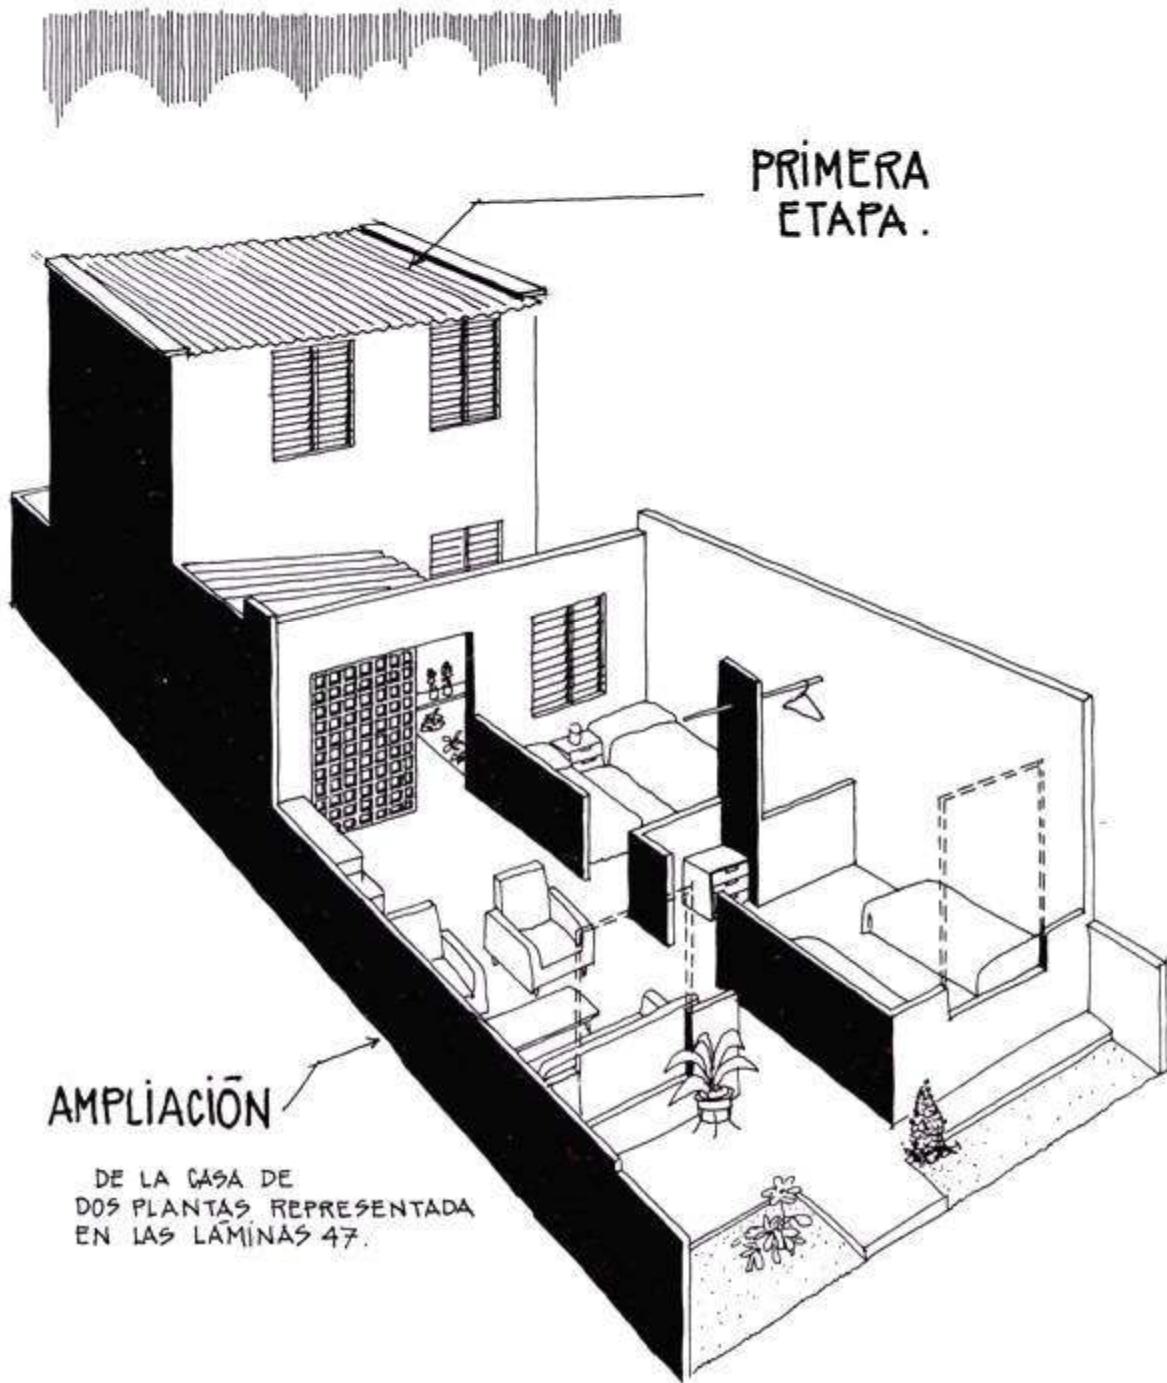 PRIMERA
ETAPA.
AMPLIACIÓN
DE LA CASA DE
DOS PLANTAS REPRESENTADA
EN LAS LÁMINAS 47.